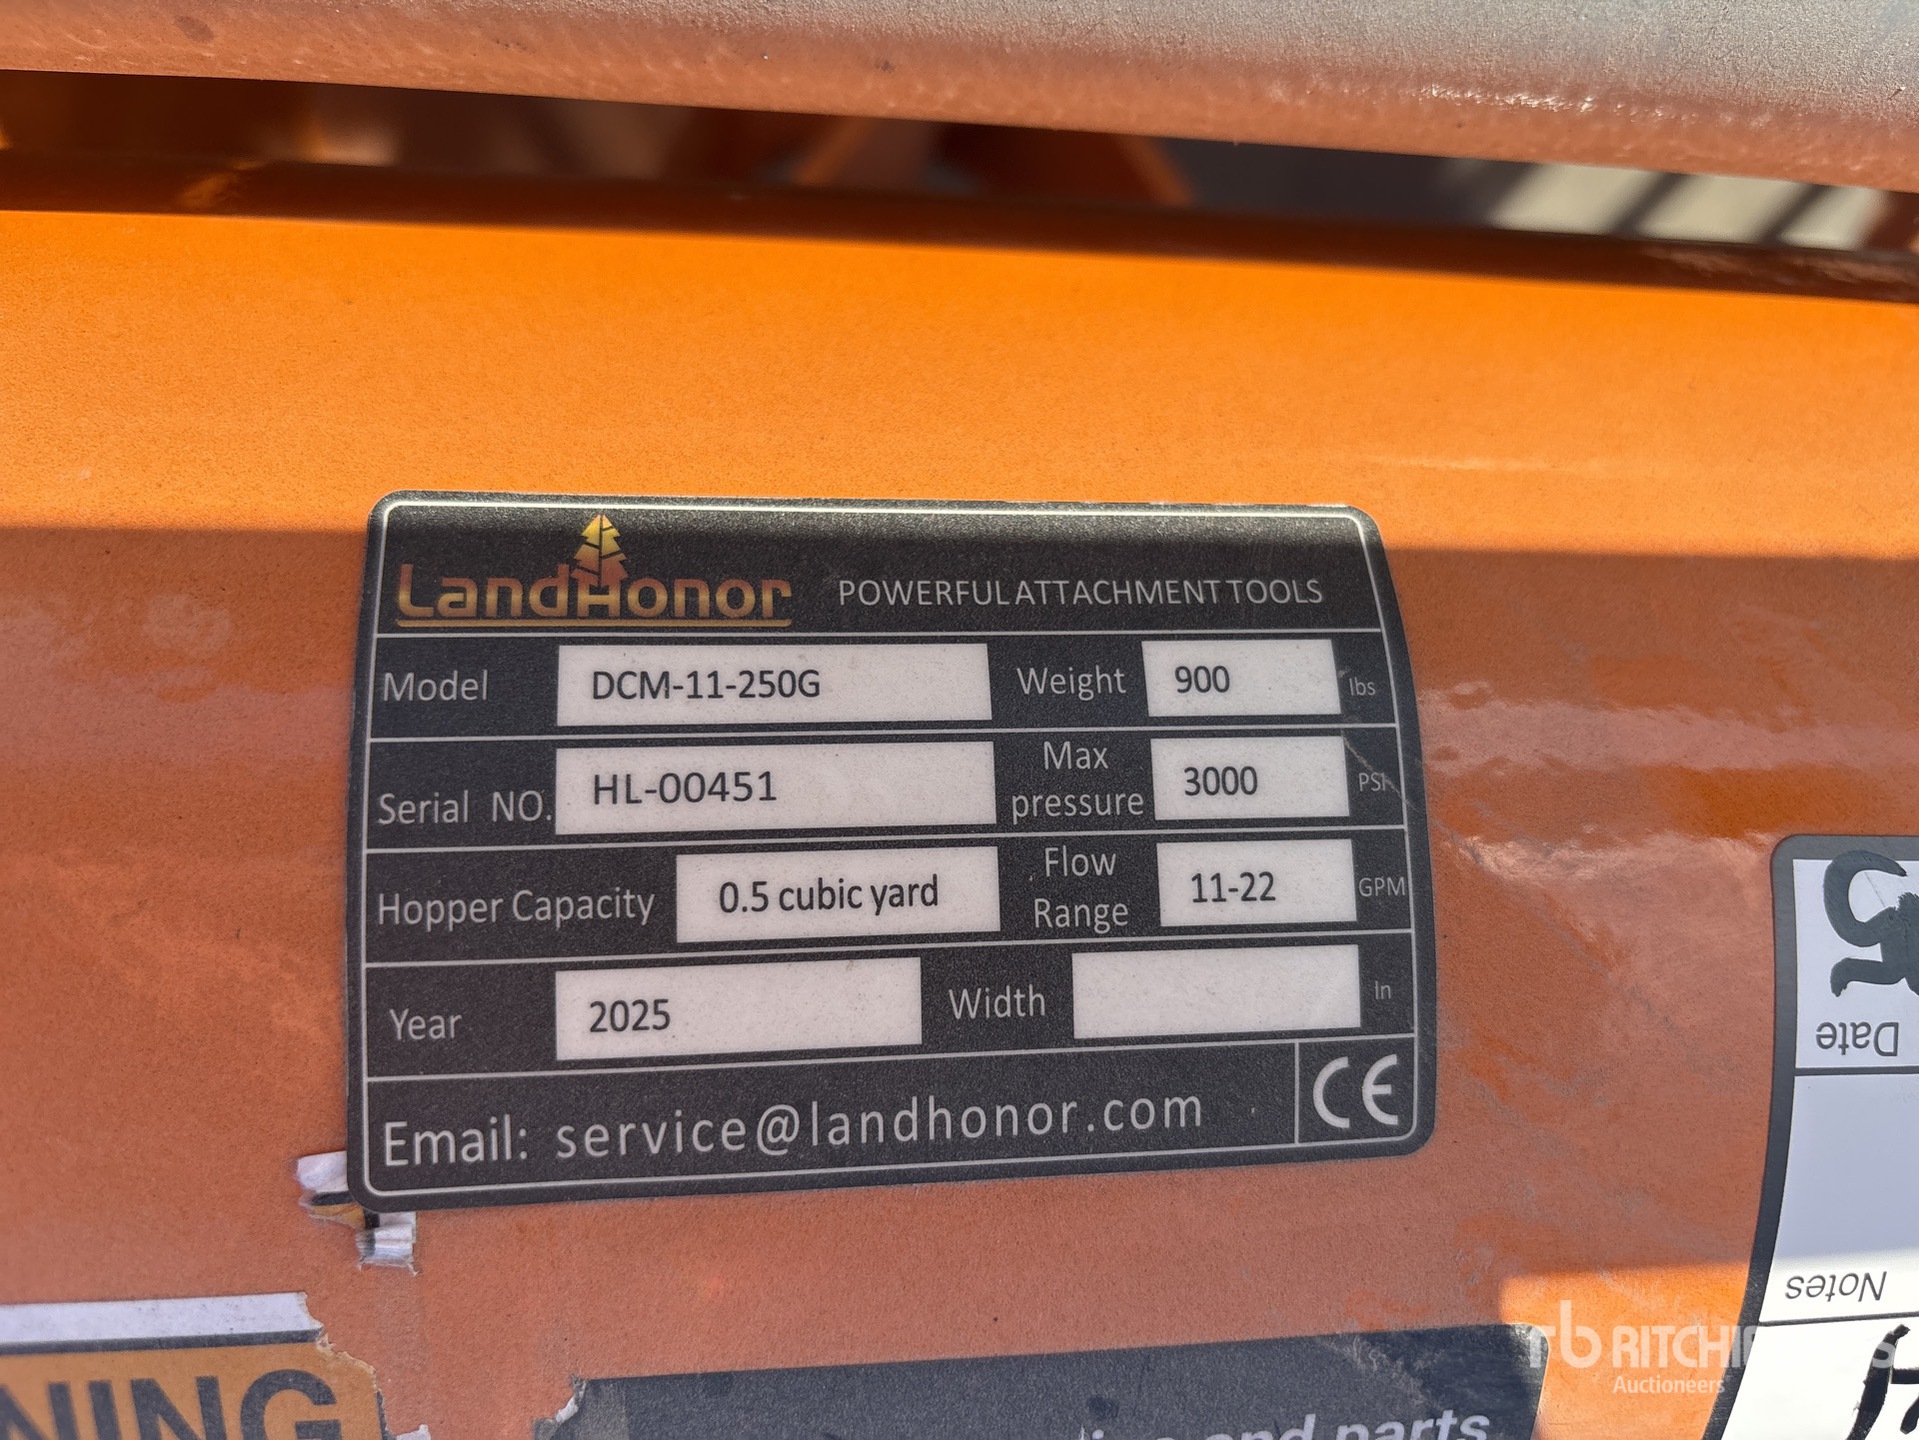 LandHonor POWERFUL ATTACHMENT TOOLS
Model DCM-11-250G Weight 900 lbs
Serial NO. HL-00451 Max pressure 3000 PSI
Hopper Capacity 0.5 cubic yard Flow Range 11-22 GPM
Year 2025 Width In
Email: service@landhonor.com CE
Date
Notes
and parts
rb RITCHIE BROS
Auctioneers